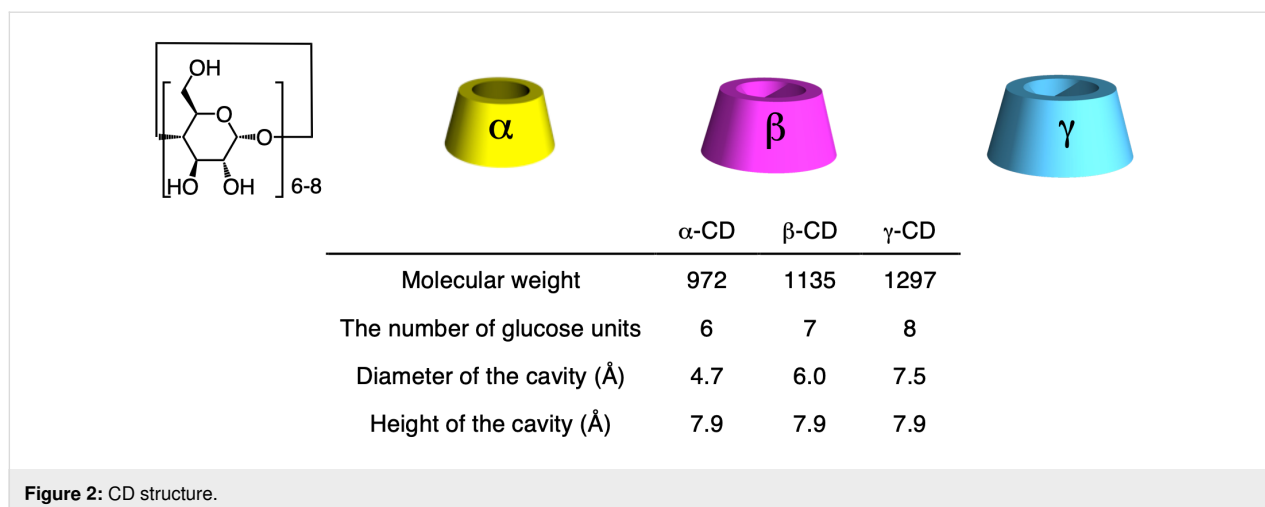 OH
O
O
HO
OH
6-8
α
β
γ
α-CD β-CD γ-CD
Molecular weight 972 1135 1297
The number of glucose units 6 7 8
Diameter of the cavity (Å) 4.7 6.0 7.5
Height of the cavity (Å) 7.9 7.9 7.9
Figure 2: CD structure.